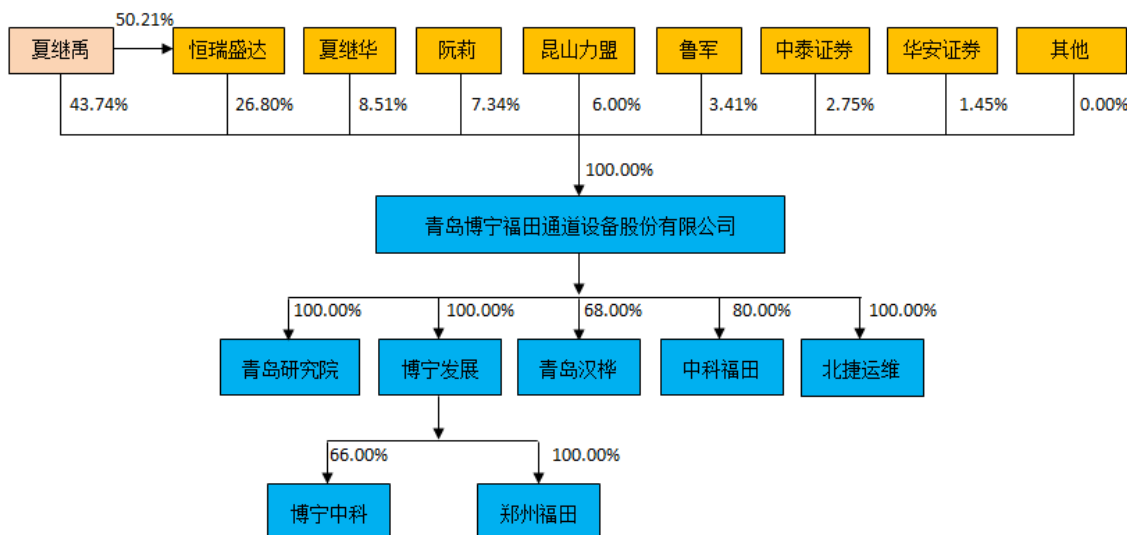 50.21%
夏继禹
恒瑞盛达
夏继华
阮莉
昆山力盟
鲁军
中泰证券
华安证券
其他
43.74%
26.80%
8.51%
7.34%
6.00%
3.41%
2.75%
1.45%
0.00%
100.00%
青岛博宁福田通道设备股份有限公司
100.00%
100.00%
68.00%
80.00%
100.00%
青岛研究院
博宁发展
青岛汉桦
中科福田
北捷运维
66.00%
100.00%
博宁中科
郑州福田